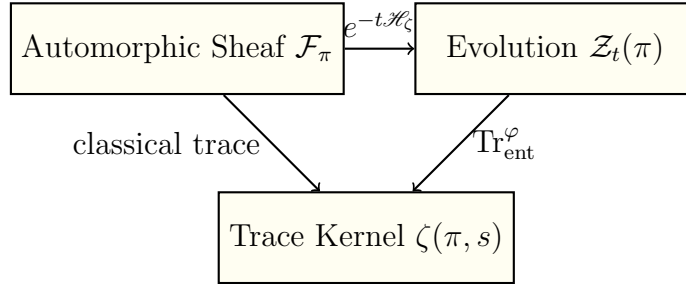 Automorphic Sheaf $\mathcal{F}_\pi$
$e^{-t\mathscr{H}_\zeta}$
Evolution $\mathcal{Z}_t(\pi)$
classical trace
$\mathrm{Tr}^{\varphi}_{\mathrm{ent}}$
Trace Kernel $\zeta(\pi, s)$